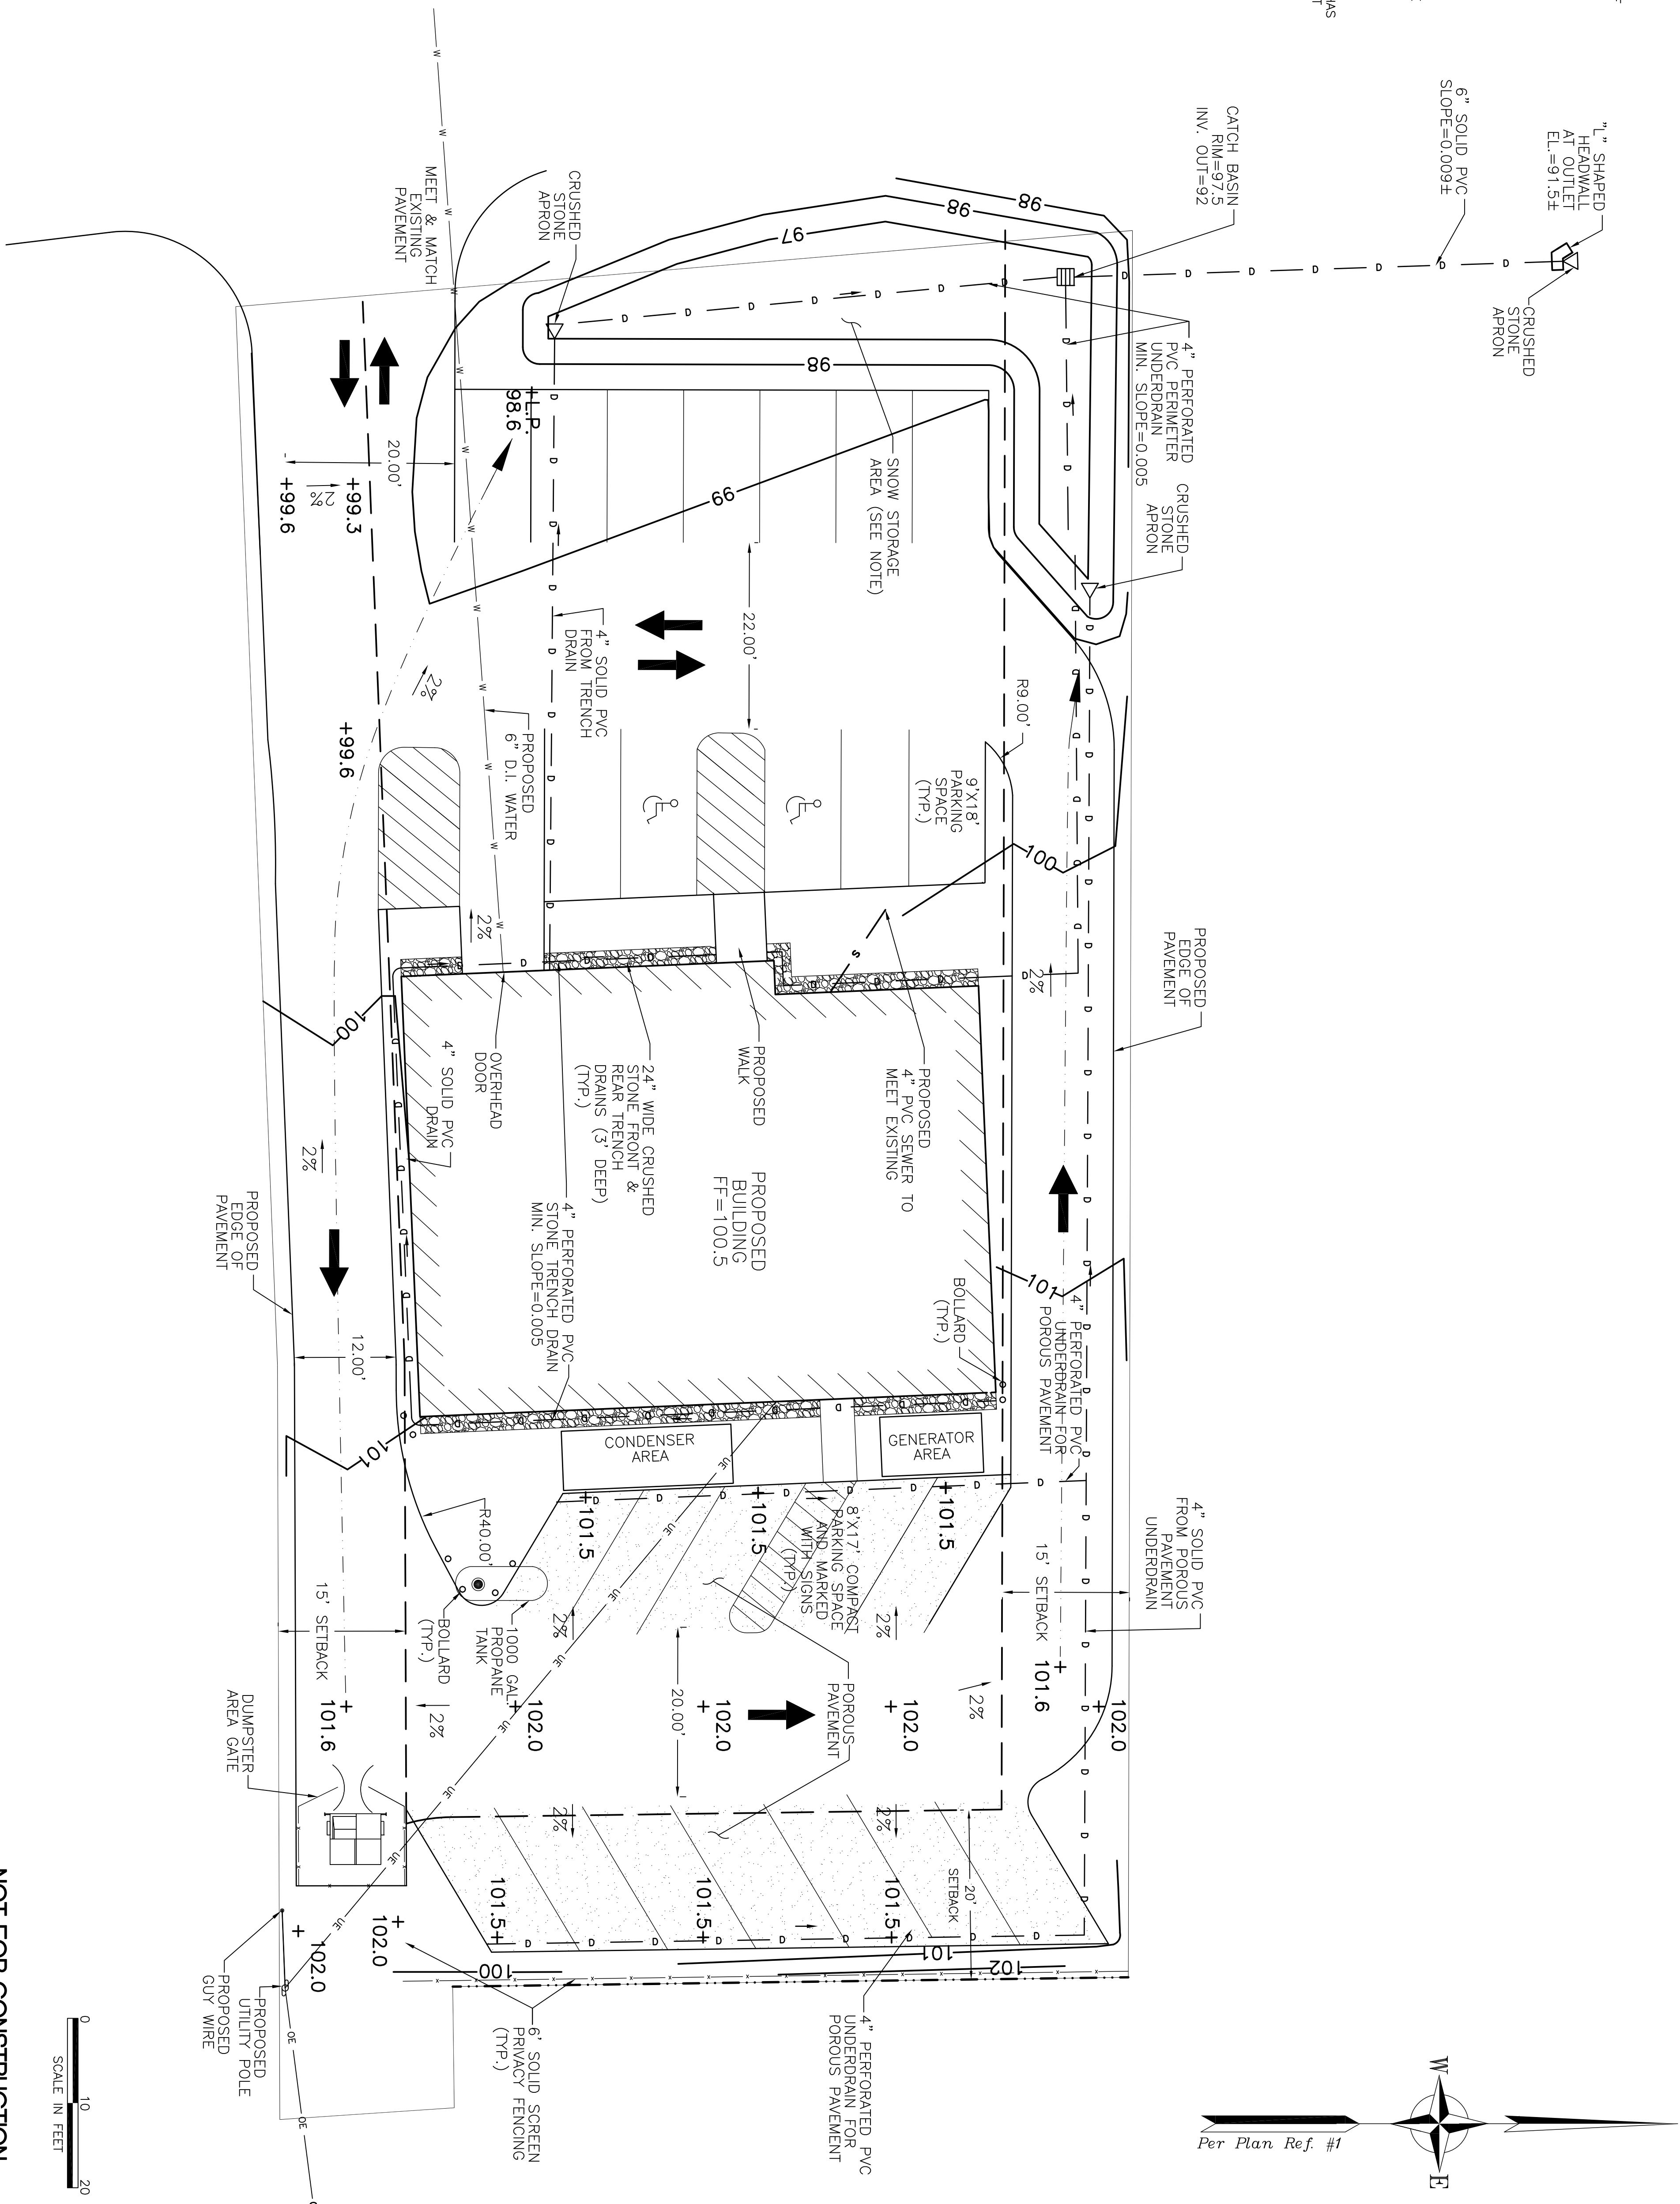 HAS
T
"L" SHAPED
HEADWALL
AT OUTLET
EL.=91.5±
CRUSHED
STONE
APRON
6" SOLID PVC
SLOPE=0.009±
CATCH BASIN
RIM=97.5
INV. OUT=92
4" PERFORATED
PVC PERIMETER
UNDERDRAIN
MIN. SLOPE=0.005
CRUSHED
STONE
APRON
CRUSHED
STONE
APRON
MEET & MATCH
EXISTING
PAVEMENT
98
98
97
98
SNOW STORAGE
AREA (SEE NOTE)
99
+L.P.
98.6
20.00'
+99.3
2%
+99.6
22.00'
4" SOLID PVC
FROM TRENCH
DRAIN
2%
+99.6
PROPOSED
6" D.I. WATER
R9.00'
9'X18'
PARKING
SPACE
(TYP.)
100
2%
2%
PROPOSED
EDGE OF
PAVEMENT
S
PROPOSED
4" PVC SEWER TO
MEET EXISTING
PROPOSED
WALK
24" WIDE CRUSHED
STONE FRONT &
REAR TRENCH
DRAINS (3' DEEP)
(TYP.)
OVERHEAD
DOOR
4" SOLID PVC
DRAIN
100
2%
PROPOSED
BUILDING
FF=100.5
4" PERFORATED PVC
STONE TRENCH DRAIN
MIN. SLOPE=0.005
BOLLARD
(TYP.)
101
4" PERFORATED PVC
UNDERDRAIN FOR
POROUS PAVEMENT
PROPOSED
EDGE OF
PAVEMENT
12.00'
101
CONDENSER
AREA
GENERATOR
AREA
4" SOLID PVC
FROM POROUS
PAVEMENT
UNDERDRAIN
+101.5
+101.5
+101.5
8'X17' COMPACT
PARKING SPACE
AND MARKED
WITH SIGNS
(TYP.)
R40.00'
15' SETBACK
15' SETBACK
BOLLARD
(TYP.)
1000 GAL.
PROPANE
TANK
2%
2%
2%
2%
20.00'
POROUS
PAVEMENT
101.6
+
101.6
+
102.0
+
102.0
+
102.0
+
102.0
+
DUMPSTER
AREA GATE
2%
2%
20'
SETBACK
101.5+
101.5+
101.5+
102.0
+
102.0
+
100
101
102
PROPOSED
UTILITY POLE
PROPOSED
GUY WIRE
6' SOLID SCREEN
PRIVACY FENCING
(TYP.)
4" PERFORATED PVC
UNDERDRAIN FOR
POROUS PAVEMENT
W
E
Per Plan Ref. #1
0 10 20
SCALE IN FEET
NOT FOR CONSTRUCTION